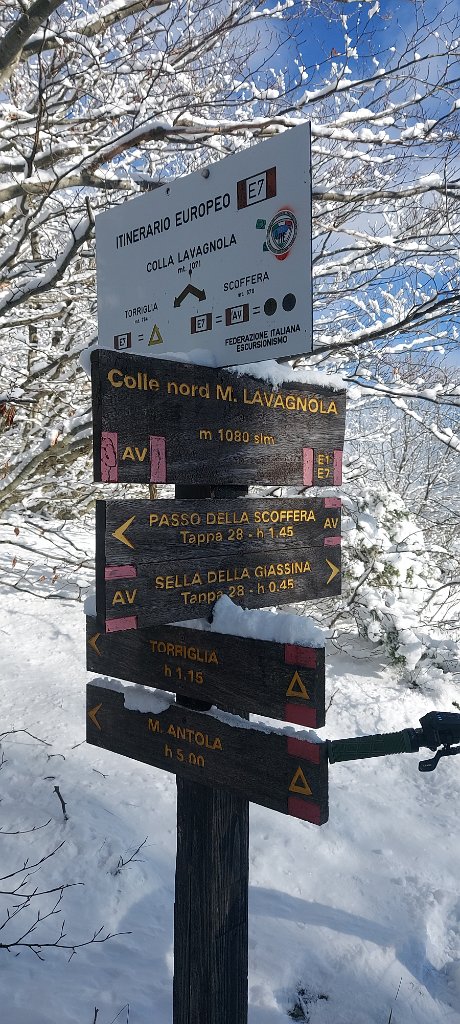 ITINERARIO EUROPEO E7
COLLA LAVAGNOLA
mt. 1071
SCOFFERA
TORRIGLIA
E7 = AV =
E7
FEDERAZIONE ITALIANA
ESCURSIONISMO
Colle nord M. LAVAGNOLA
m 1080 slm
AV
E1
E7
PASSO DELLA SCOFFERA
Tappa 28 - h 1.45
AV
SELLA DELLA GIASSINA
Tappa 28 - h 0.45
AV
TORRIGLIA
h 1.15
M. ANTOLA
h 5.00